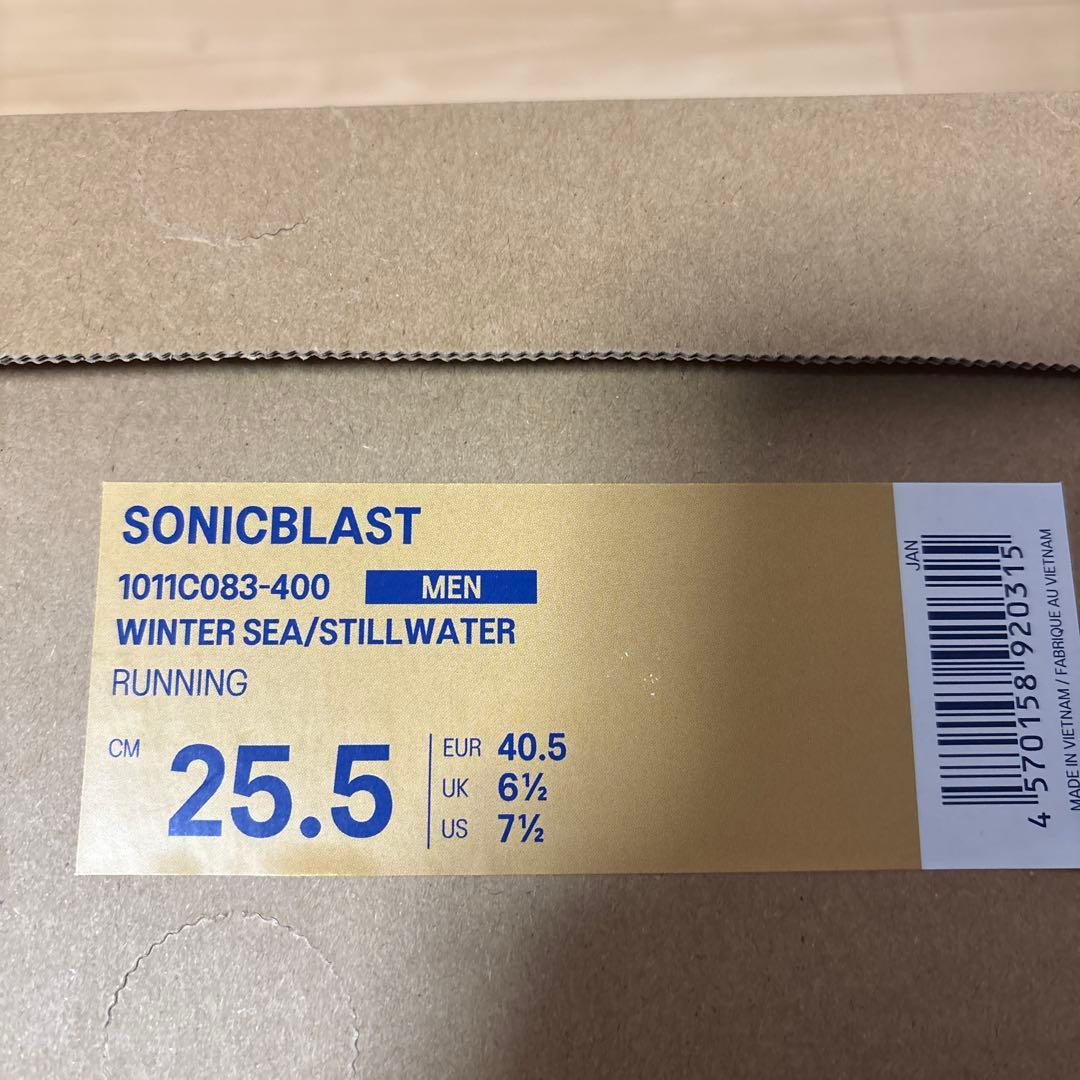 SONICBLAST
1011C083-400 MEN
WINTER SEA/STILLWATER
RUNNING
CM 25.5
EUR 40.5
UK 6½
US 7½
JAN
4 570158 920315
MADE IN VIETNAM / FABRIQUE AU VIETNAM